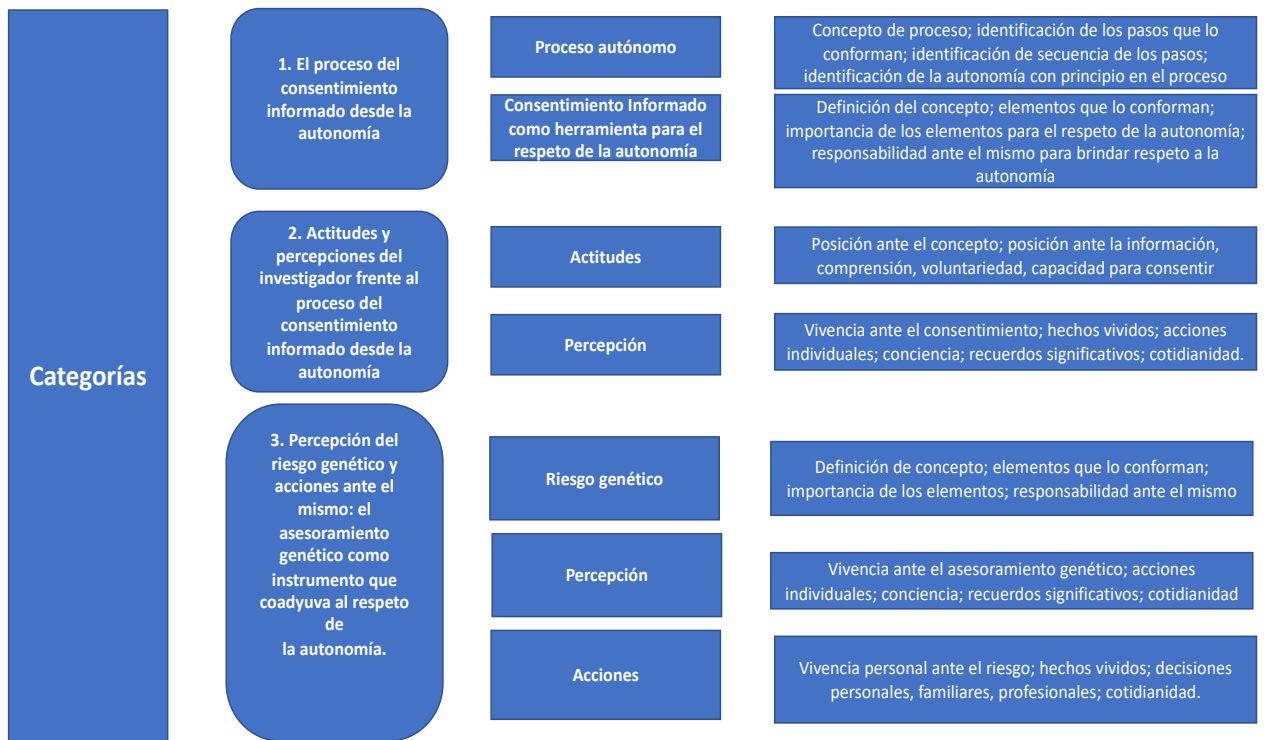 Categorías
1. El proceso del
consentimiento
informado desde la
autonomía
Proceso autónomo
Concepto de proceso; identificación de los pasos que lo
conforman; identificación de secuencia de los pasos;
identificación de la autonomía con principio en el proceso
Consentimiento Informado
como herramienta para el
respeto de la autonomía
Definición del concepto; elementos que lo conforman;
importancia de los elementos para el respeto de la autonomía;
responsabilidad ante el mismo para brindar respeto a la
autonomía
2. Actitudes y
percepciones del
investigador frente al
proceso del
consentimiento
informado desde la
autonomía
Actitudes
Posición ante el concepto; posición ante la información,
comprensión, voluntariedad, capacidad para consentir
Percepción
Vivencia ante el consentimiento; hechos vividos; acciones
individuales; conciencia; recuerdos significativos; cotidianidad.
3. Percepción del
riesgo genético y
acciones ante el
mismo: el
asesoramiento
genético como
instrumento que
coadyuva al respeto
de
la autonomía.
Riesgo genético
Definición de concepto; elementos que lo conforman;
importancia de los elementos; responsabilidad ante el mismo
Percepción
Vivencia ante el asesoramiento genético; acciones
individuales; conciencia; recuerdos significativos; cotidianidad
Acciones
Vivencia personal ante el riesgo; hechos vividos; decisiones
personales, familiares, profesionales; cotidianidad.